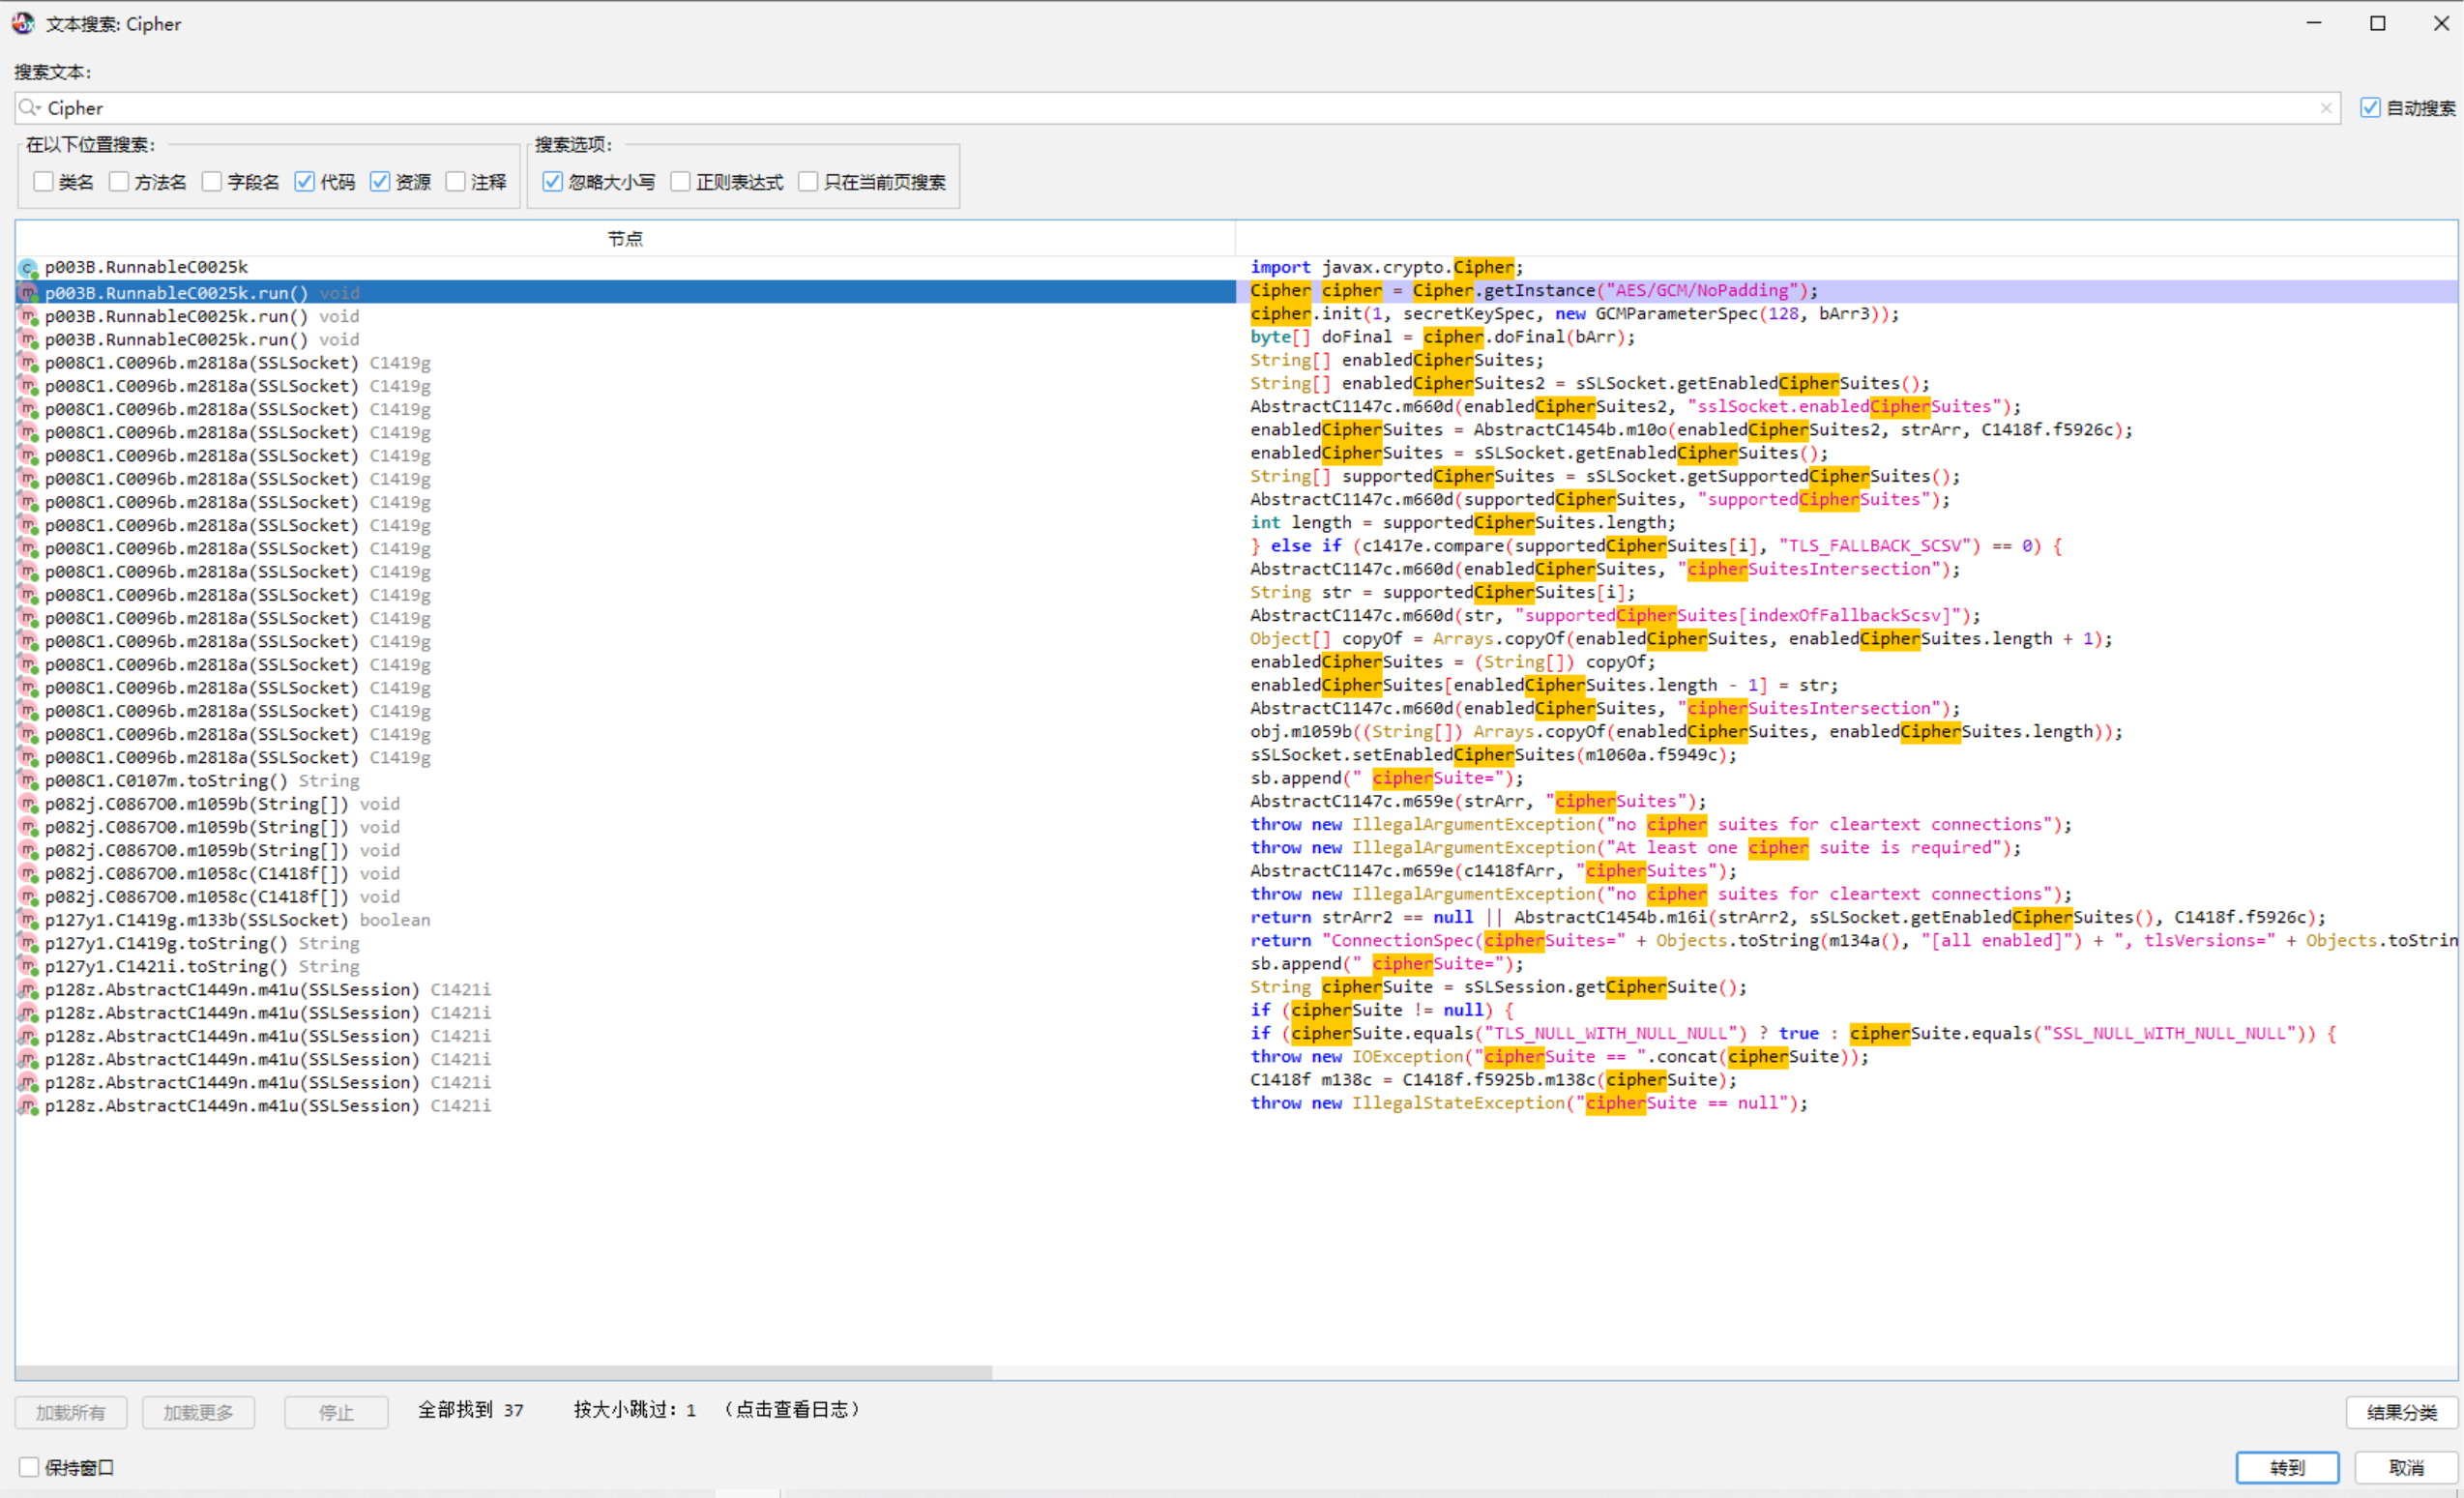 文本搜索: Cipher
搜索文本:
Cipher
自动搜索
在以下位置搜索:
搜索选项:
类名 方法名 字段名 代码 资源 注释
忽略大小写 正则表达式 只在当前页搜索
节点
p003B.RunnableC0025k import javax.crypto.Cipher;
p003B.RunnableC0025k.run() void Cipher cipher = Cipher.getInstance("AES/GCM/NoPadding");
p003B.RunnableC0025k.run() void cipher.init(1, secretKeySpec, new GCMParameterSpec(128, bArr3));
p003B.RunnableC0025k.run() void byte[] doFinal = cipher.doFinal(bArr);
p008C1.C0096b.m2818a(SSLSocket) C1419g String[] enabledCipherSuites;
p008C1.C0096b.m2818a(SSLSocket) C1419g String[] enabledCipherSuites2 = sSLSocket.getEnabledCipherSuites();
p008C1.C0096b.m2818a(SSLSocket) C1419g AbstractC1147c.m660d(enabledCipherSuites2, "sslSocket.enabledCipherSuites");
p008C1.C0096b.m2818a(SSLSocket) C1419g enabledCipherSuites = AbstractC1454b.m10o(enabledCipherSuites2, strArr, C1418f.f5926c);
p008C1.C0096b.m2818a(SSLSocket) C1419g enabledCipherSuites = sSLSocket.getEnabledCipherSuites();
p008C1.C0096b.m2818a(SSLSocket) C1419g String[] supportedCipherSuites = sSLSocket.getSupportedCipherSuites();
p008C1.C0096b.m2818a(SSLSocket) C1419g AbstractC1147c.m660d(supportedCipherSuites, "supportedCipherSuites");
p008C1.C0096b.m2818a(SSLSocket) C1419g int length = supportedCipherSuites.length;
p008C1.C0096b.m2818a(SSLSocket) C1419g } else if (c1417e.compare(supportedCipherSuites[i], "TLS_FALLBACK_SCSV") == 0) {
p008C1.C0096b.m2818a(SSLSocket) C1419g AbstractC1147c.m660d(enabledCipherSuites, "cipherSuitesIntersection");
p008C1.C0096b.m2818a(SSLSocket) C1419g String str = supportedCipherSuites[i];
p008C1.C0096b.m2818a(SSLSocket) C1419g AbstractC1147c.m660d(str, "supportedCipherSuites[indexOfFallbackScsv]");
p008C1.C0096b.m2818a(SSLSocket) C1419g Object[] copyOf = Arrays.copyOf(enabledCipherSuites, enabledCipherSuites.length + 1);
p008C1.C0096b.m2818a(SSLSocket) C1419g enabledCipherSuites = (String[]) copyOf;
p008C1.C0096b.m2818a(SSLSocket) C1419g enabledCipherSuites[enabledCipherSuites.length - 1] = str;
p008C1.C0096b.m2818a(SSLSocket) C1419g AbstractC1147c.m660d(enabledCipherSuites, "cipherSuitesIntersection");
p008C1.C0096b.m2818a(SSLSocket) C1419g obj.m1059b((String[]) Arrays.copyOf(enabledCipherSuites, enabledCipherSuites.length));
p008C1.C0096b.m2818a(SSLSocket) C1419g sSLSocket.setEnabledCipherSuites(m1060a.f5949c);
p008C1.C0107m.toString() String sb.append(" cipherSuite=");
p082j.C0867O0.m1059b(String[]) void AbstractC1147c.m659e(strArr, "cipherSuites");
p082j.C0867O0.m1059b(String[]) void throw new IllegalArgumentException("no cipher suites for cleartext connections");
p082j.C0867O0.m1059b(String[]) void throw new IllegalArgumentException("At least one cipher suite is required");
p082j.C0867O0.m1058c(C1418f[]) void AbstractC1147c.m659e(c1418fArr, "cipherSuites");
p082j.C0867O0.m1058c(C1418f[]) void throw new IllegalArgumentException("no cipher suites for cleartext connections");
p127y1.C1419g.m133b(SSLSocket) boolean return strArr2 == null || AbstractC1454b.m16i(strArr2, sSLSocket.getEnabledCipherSuites(), C1418f.f5926c);
p127y1.C1419g.toString() String return "ConnectionSpec(cipherSuites=" + Objects.toString(m134a(), "[all enabled]") + ", tlsVersions=" + Objects.toStrin
p127y1.C1421i.toString() String sb.append(" cipherSuite=");
p128z.AbstractC1449n.m41u(SSLSession) C1421i String cipherSuite = sSLSession.getCipherSuite();
p128z.AbstractC1449n.m41u(SSLSession) C1421i if (cipherSuite != null) {
p128z.AbstractC1449n.m41u(SSLSession) C1421i if (cipherSuite.equals("TLS_NULL_WITH_NULL_NULL") ? true : cipherSuite.equals("SSL_NULL_WITH_NULL_NULL")) {
p128z.AbstractC1449n.m41u(SSLSession) C1421i throw new IOException("cipherSuite == ".concat(cipherSuite));
p128z.AbstractC1449n.m41u(SSLSession) C1421i C1418f m138c = C1418f.f5925b.m138c(cipherSuite);
p128z.AbstractC1449n.m41u(SSLSession) C1421i throw new IllegalStateException("cipherSuite == null");
加载所有 加载更多 停止 全部找到 37 按大小跳过: 1 （点击查看日志） 结果分类
保持窗口 转到 取消